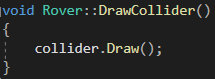 void Rover::DrawCollider()
{
    collider.Draw();
}